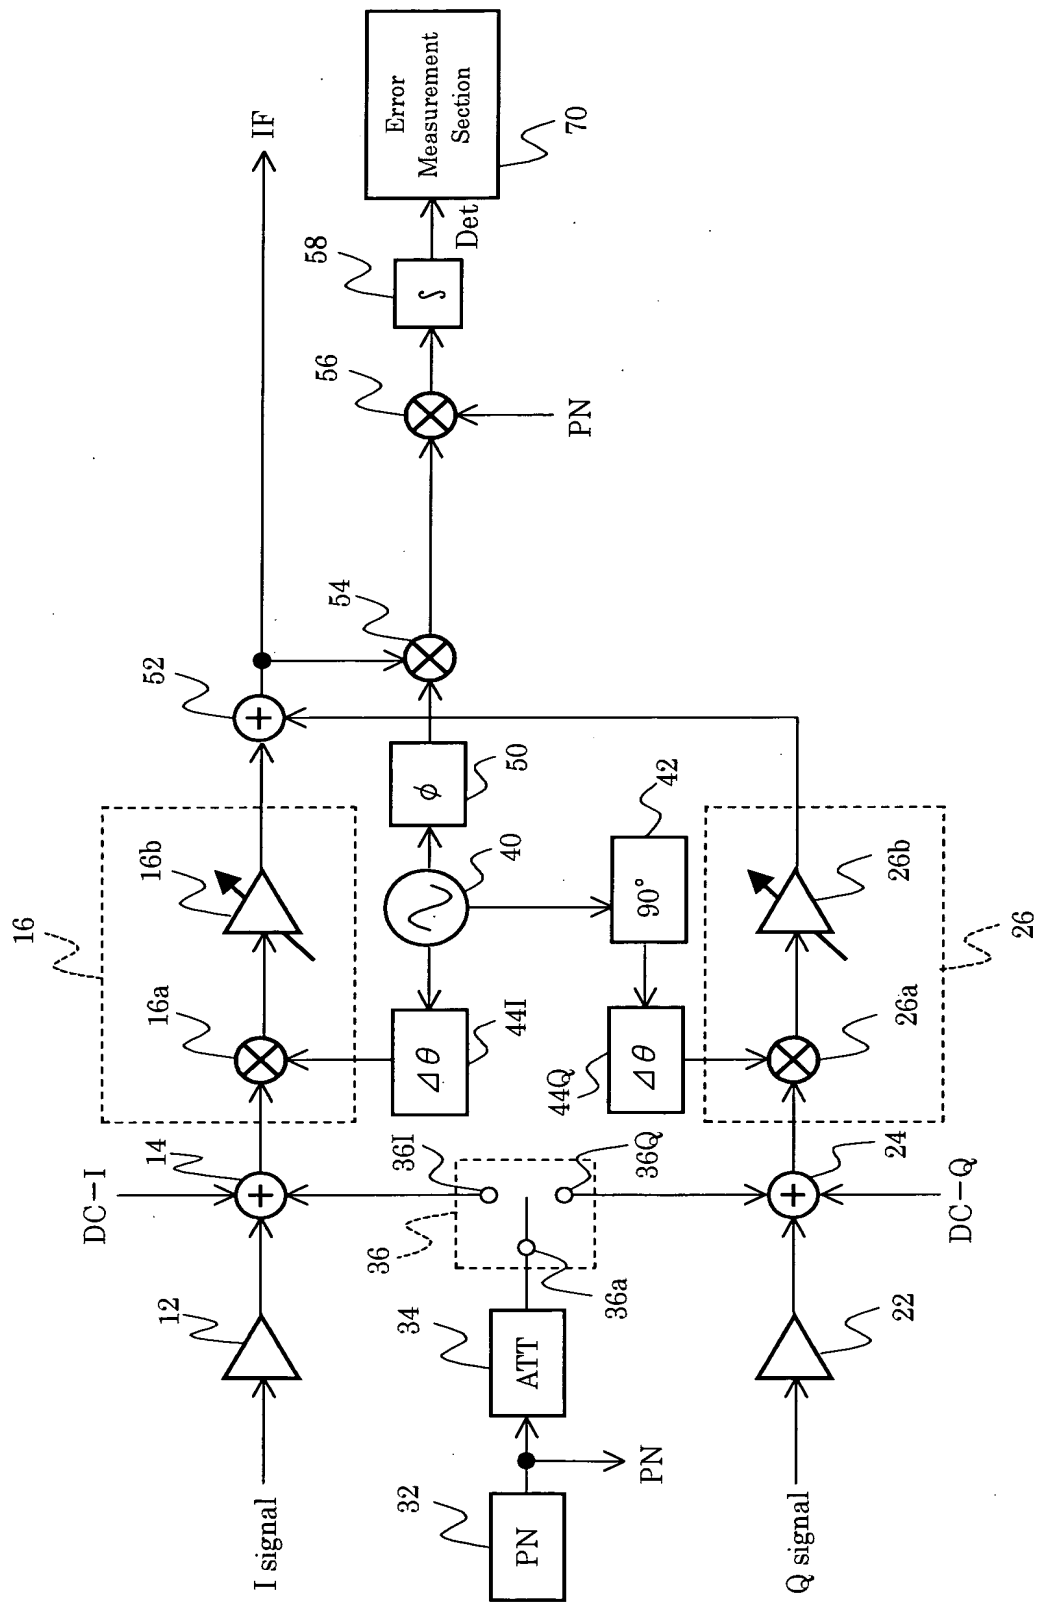 I signal
12
DC-I
14
16
16a
16b
52
IF
PN
32
PN
34
ATT
36
36a
36I
36Q
44I
Δθ
40
ϕ
50
54
56
PN
58
∫
Det
Error
Measurement
Section
70
44Q
Δθ
42
90°
Q signal
22
DC-Q
24
26
26a
26b